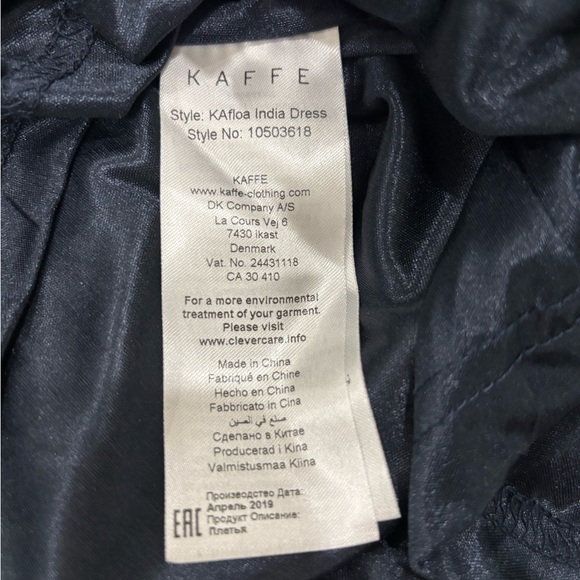 KAFFE
Style: KAfloa India Dress
Style No: 10503618
KAFFE
www.kaffe-clothing.com
DK Company A/S
La Cours Vej 6
7430 Ikast
Denmark
Vat. No. 24431118
CA 30 410
For a more environmental
treatment of your garment.
Please visit
www.clevercare.info
Made in China
Fabriqué en Chine
Hecho en China
Fabbricato in Cina
صنع في الصين
Сделано в Китае
Producerad i Kina
Valmistusmaa Kiina
Производство Дата:
Апрель 2019
EAC Продукт Описание:
Платья